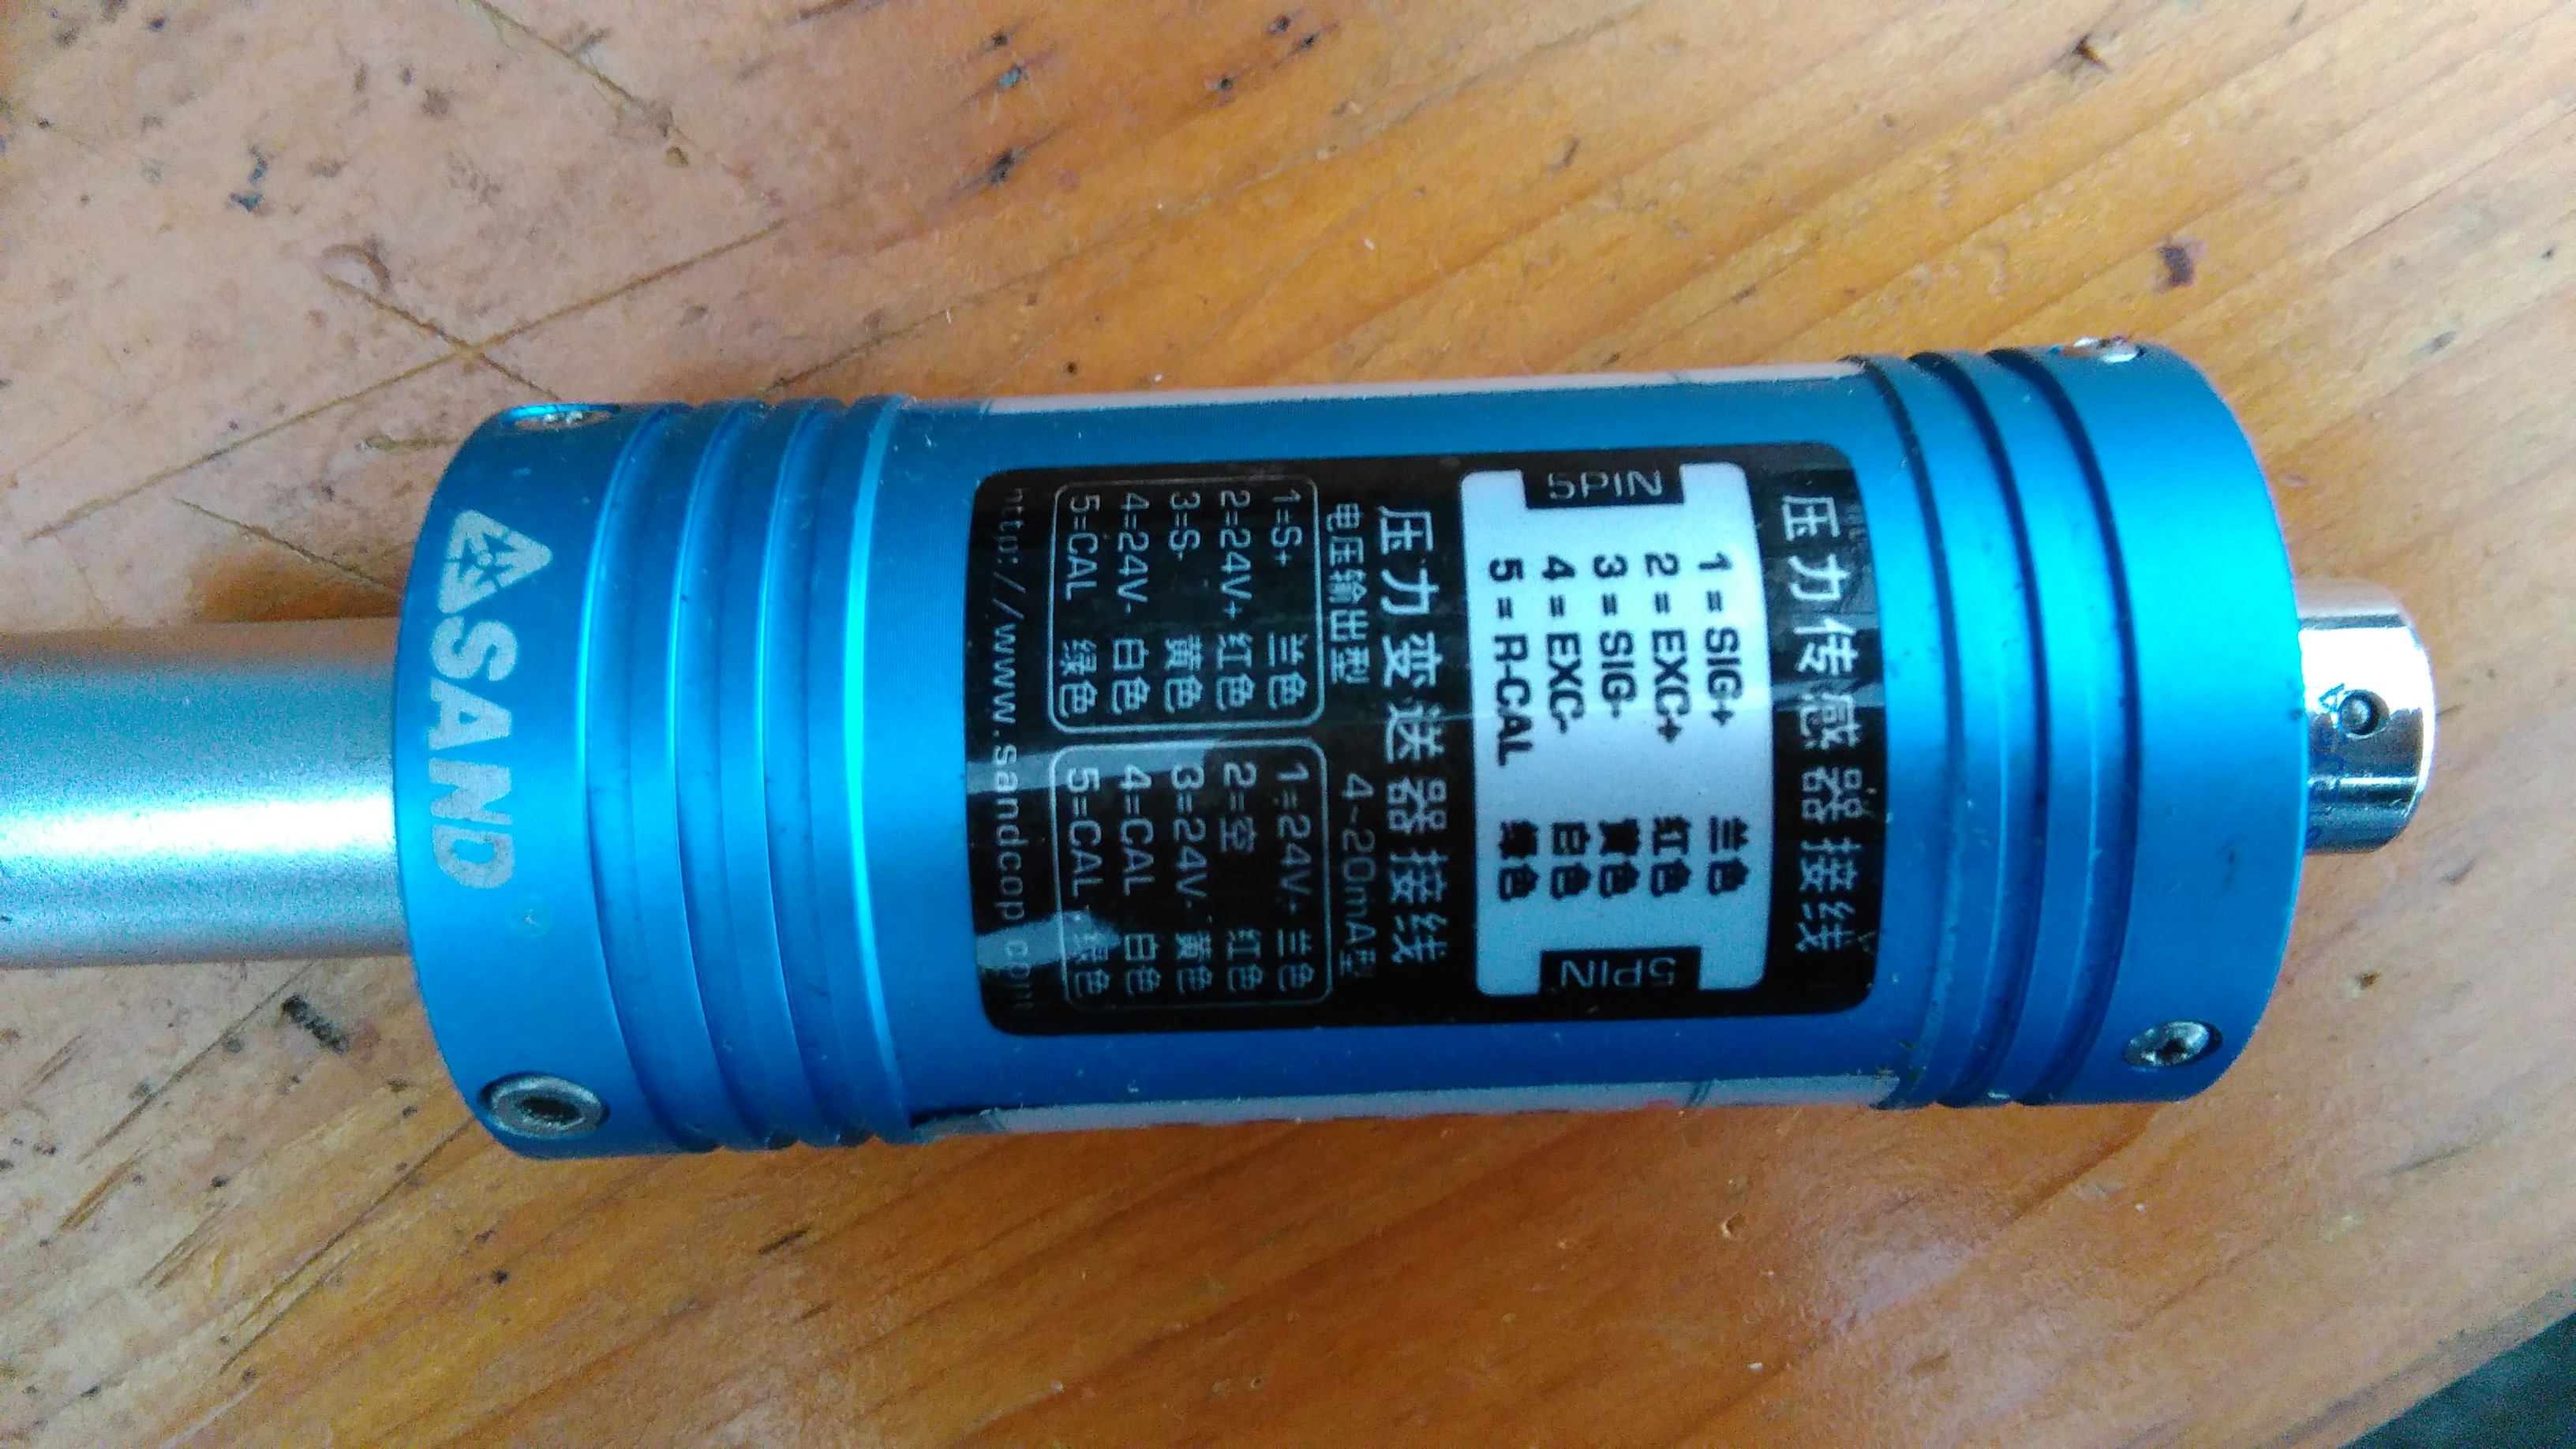 压力传感器接线
5PIN
1 = SIG+ 兰色
2 = EXC+ 红色
3 = SIG- 黄色
4 = EXC- 白色
5 = R-CAL 绿色
5PIN
压力变送器接线
电压输出型
1=S+ 兰色
2=24V+ 红色
3=S- 黄色
4=24V- 白色
5=CAL 绿色
4~20mA型
1=24V+ 兰色
2=空 红色
3=24V- 黄色
4=CAL 白色
5=CAL 绿色
http://www.sandcop.com
SAND